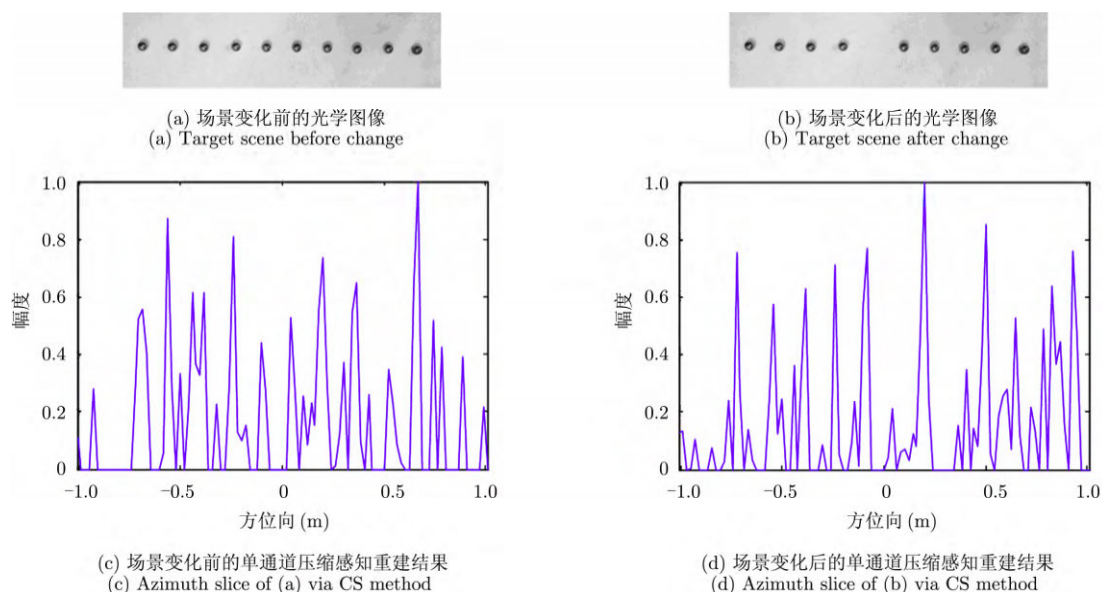 (a) 场景变化前的光学图像
(a) Target scene before change
(b) 场景变化后的光学图像
(b) Target scene after change
1.0
0.8
0.6
0.4
0.2
0
幅度
−1.0
−0.5
0
0.5
1.0
方位向 (m)
(c) 场景变化前的单通道压缩感知重建结果
(c) Azimuth slice of (a) via CS method
1.0
0.8
0.6
0.4
0.2
0
幅度
−1.0
−0.5
0
0.5
1.0
方位向 (m)
(d) 场景变化后的单通道压缩感知重建结果
(d) Azimuth slice of (b) via CS method